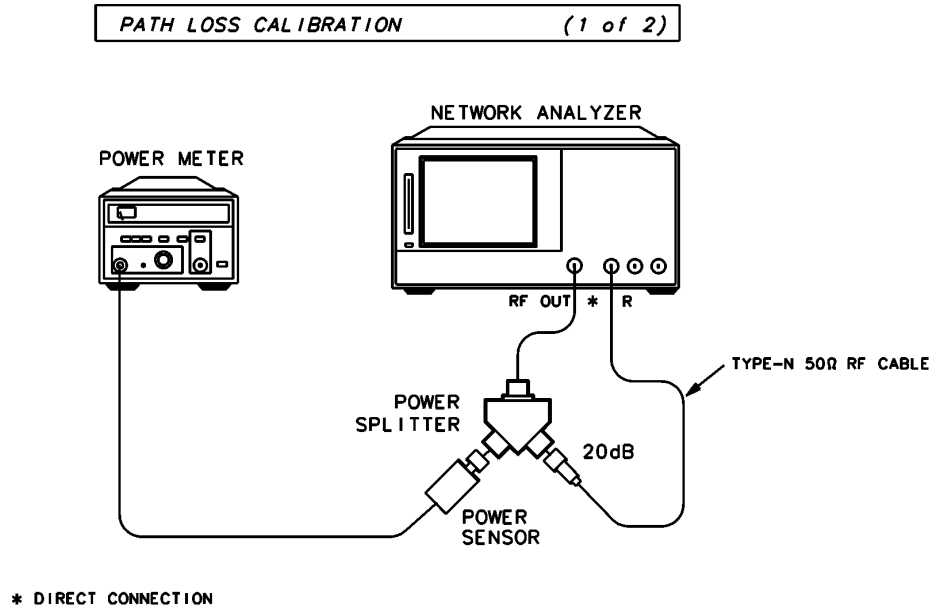 PATH LOSS CALIBRATION (1 of 2)
NETWORK ANALYZER
POWER METER
RF OUT * R
TYPE-N 50Ω RF CABLE
POWER
SPLITTER
20dB
POWER
SENSOR
* DIRECT CONNECTION